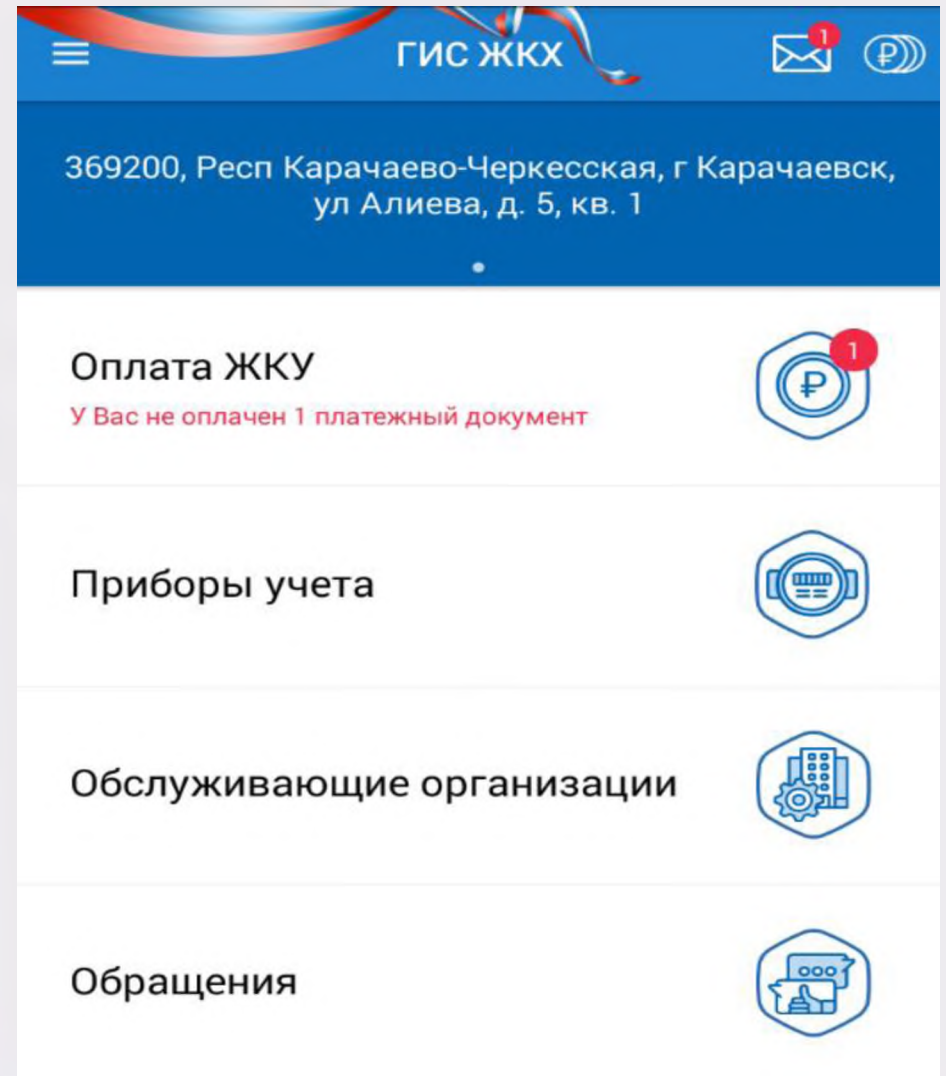 ГИС ЖКХ
1
369200, Респ Карачаево-Черкесская, г Карачаевск,
ул Алиева, д. 5, кв. 1
Оплата ЖКУ
1
У Вас не оплачен 1 платежный документ
Приборы учета
Обслуживающие организации
Обращения